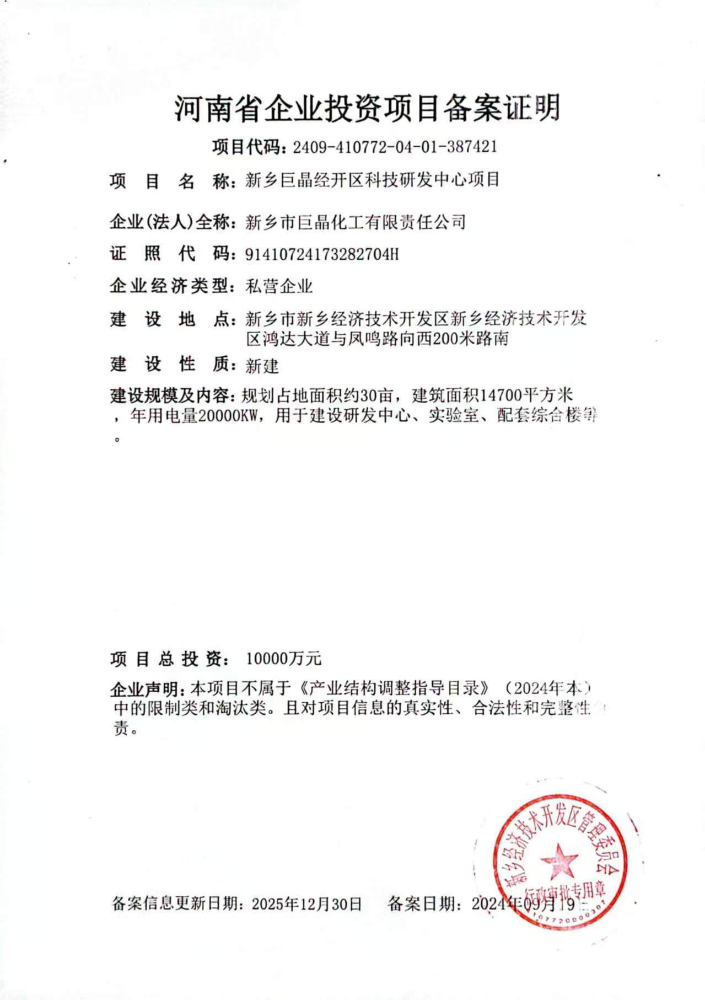 河南省企业投资项目备案证明
项目代码：2409-410772-04-01-387421
项目名称：新乡巨晶经开区科技研发中心项目
企业(法人)全称：新乡市巨晶化工有限责任公司
证照代码：91410724173282704H
企业经济类型：私营企业
建设地点：新乡市新乡经济技术开发区新乡经济技术开发
区鸿达大道与凤鸣路向西200米路南
建设性质：新建
建设规模及内容：规划占地面积约30亩，建筑面积14700平方米
，年用电量20000KW，用于建设研发中心、实验室、配套综合楼等
。
项目总投资：10000万元
企业声明：本项目不属于《产业结构调整指导目录》（2024年本）
中的限制类和淘汰类。且对项目信息的真实性、合法性和完整性
责。
新乡经济技术开发区管理委员会
行政审批专用章
备案信息更新日期：2025年12月30日 备案日期：2024年09月19